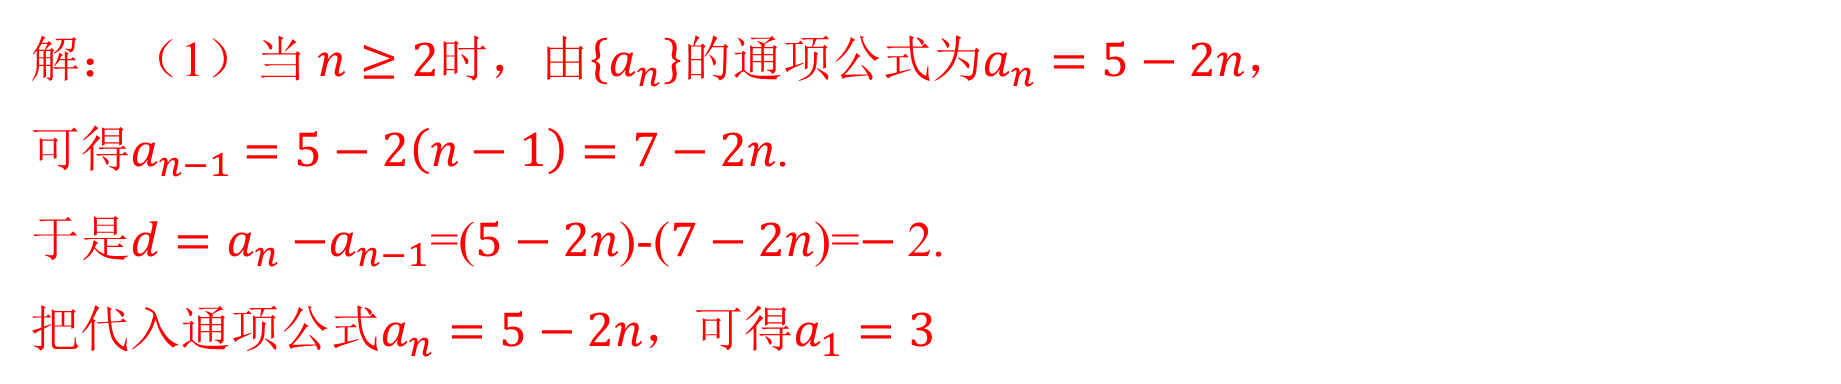 解：（1）当 n ≥ 2时，由{aₙ}的通项公式为aₙ = 5 − 2n，
可得aₙ₋₁ = 5 − 2(n − 1) = 7 − 2n.
于是d = aₙ −aₙ₋₁=(5 − 2n)-(7 − 2n)=− 2.
把代入通项公式aₙ = 5 − 2n，可得a₁ = 3